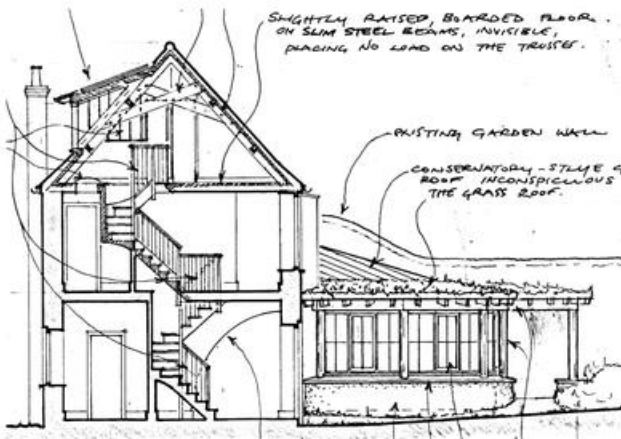 SLIGHTLY RAISED, BOARDED FLOOR.
ON SLIM STEEL BEAMS, INVISIBLE,
PLACING NO LOAD ON THE TRUSSES.
EXISTING GARDEN WALL
CONSERVATORY-STYLE G
ROOF INCONSPICUOUS
THE GRASS ROOF.